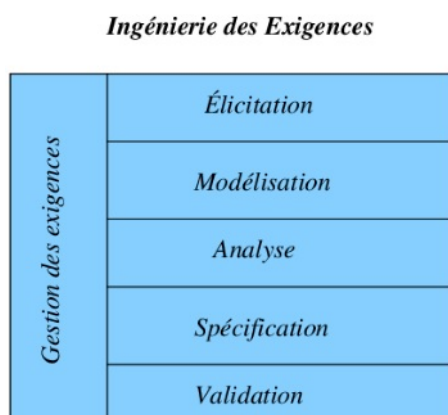 Ingénierie des Exigences
Gestion des exigences
Élicitation
Modélisation
Analyse
Spécification
Validation